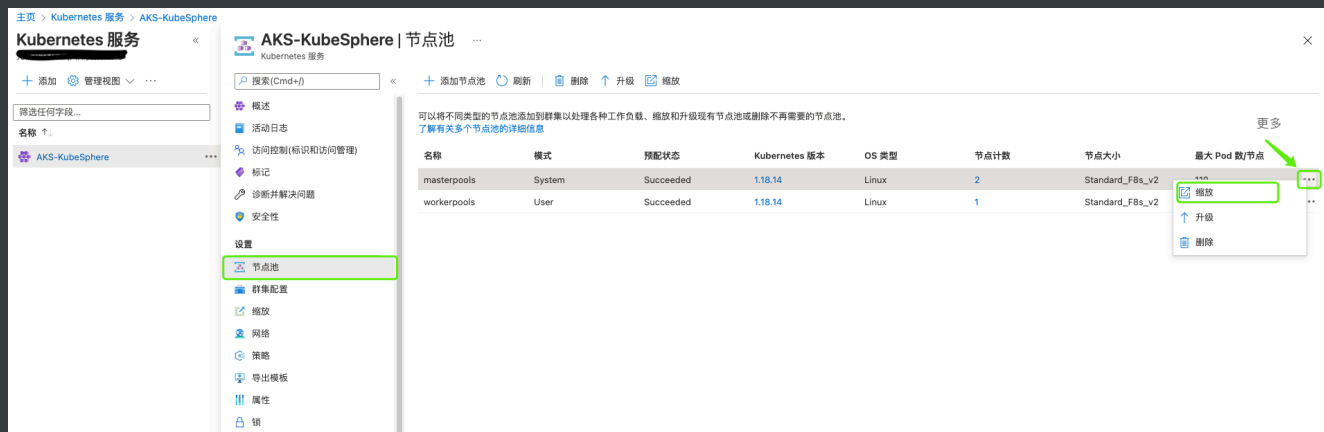 主页 > Kubernetes 服务 > AKS-KubeSphere
Kubernetes 服务
«
+ 添加 管理视图 ···
筛选任何字段...
名称 ↑↓
AKS-KubeSphere ···
AKS-KubeSphere | 节点池 ···
Kubernetes 服务
搜索(Cmd+/)
«
概述
活动日志
访问控制(标识和访问管理)
标记
诊断并解决问题
安全性
设置
节点池
群集配置
缩放
网络
策略
导出模板
属性
锁
+ 添加节点池 刷新 删除 升级 缩放
可以将不同类型的节点池添加到群集以处理各种工作负载、缩放和升级现有节点池或删除不再需要的节点池。
了解有关多个节点池的详细信息
更多
名称 模式 预配状态 Kubernetes 版本 OS 类型 节点计数 节点大小 最大 Pod 数/节点
masterpools System Succeeded 1.18.14 Linux 2 Standard_F8s_v2 110 ···
workerpools User Succeeded 1.18.14 Linux 1 Standard_F8s_v2
缩放
升级
删除